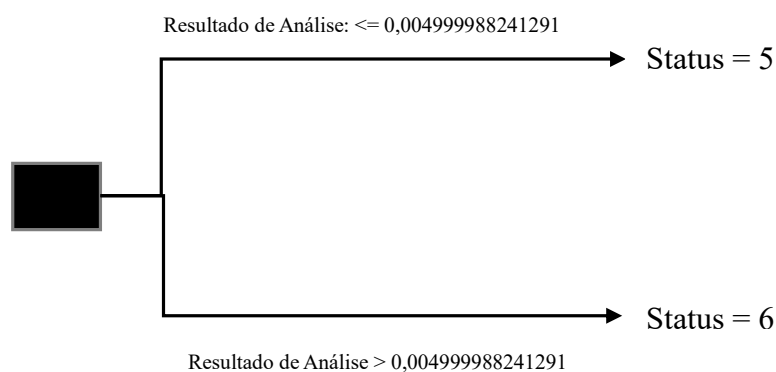 Resultado de Análise: <= 0,004999988241291
Status = 5
Status = 6
Resultado de Análise > 0,004999988241291